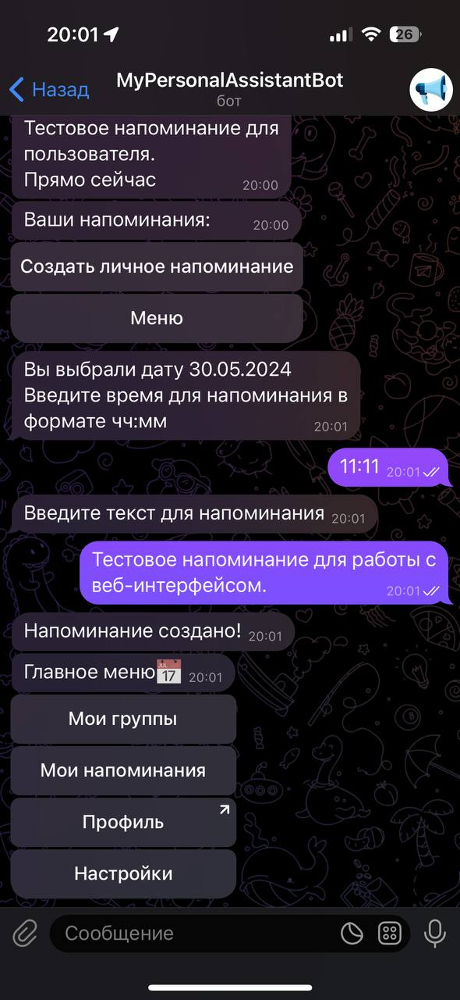 20:01
26
Назад
MyPersonalAssistantBot
бот
Тестовое напоминание для
пользователя.
Прямо сейчас 20:00
Ваши напоминания: 20:00
Создать личное напоминание
Меню
Вы выбрали дату 30.05.2024
Введите время для напоминания в
формате чч:мм 20:01
11:11 20:01
Введите текст для напоминания 20:01
Тестовое напоминание для работы с
веб-интерфейсом. 20:01
Напоминание создано! 20:01
Главное меню JUL 17 20:01
Мои группы
Мои напоминания
Профиль
Настройки
Сообщение